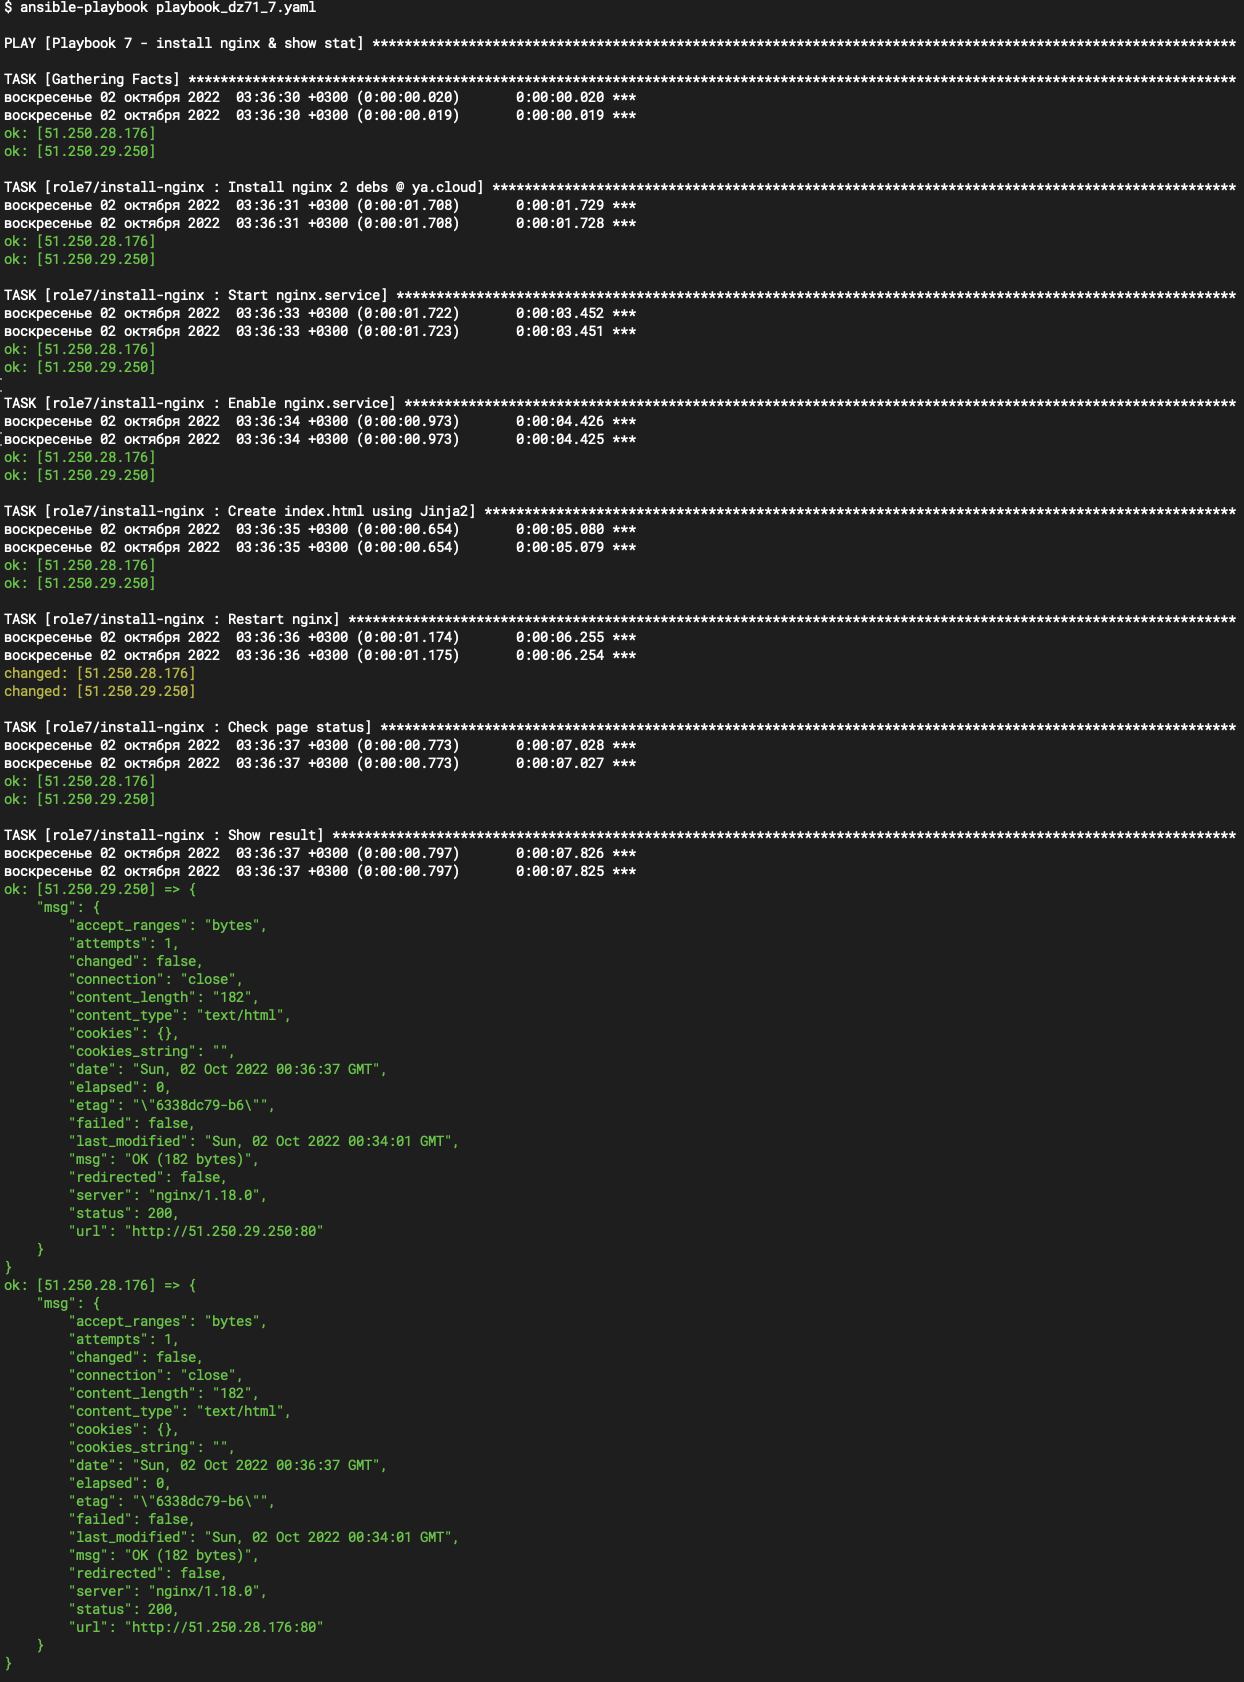 $ ansible-playbook playbook_dz71_7.yaml
PLAY [Playbook 7 - install nginx & show stat] ************************************************************************************************************
TASK [Gathering Facts] ***********************************************************************************************************************************
воскресенье 02 октября 2022  03:36:30 +0300 (0:00:00.020)       0:00:00.020 ***
воскресенье 02 октября 2022  03:36:30 +0300 (0:00:00.019)       0:00:00.019 ***
ok: [51.250.28.176]
ok: [51.250.29.250]
TASK [role7/install-nginx : Install nginx 2 debs @ ya.cloud] *********************************************************************************************
воскресенье 02 октября 2022  03:36:31 +0300 (0:00:01.708)       0:00:01.729 ***
воскресенье 02 октября 2022  03:36:31 +0300 (0:00:01.708)       0:00:01.728 ***
ok: [51.250.28.176]
ok: [51.250.29.250]
TASK [role7/install-nginx : Start nginx.service] *********************************************************************************************************
воскресенье 02 октября 2022  03:36:33 +0300 (0:00:01.722)       0:00:03.452 ***
воскресенье 02 октября 2022  03:36:33 +0300 (0:00:01.723)       0:00:03.451 ***
ok: [51.250.28.176]
ok: [51.250.29.250]
TASK [role7/install-nginx : Enable nginx.service] ********************************************************************************************************
воскресенье 02 октября 2022  03:36:34 +0300 (0:00:00.973)       0:00:04.426 ***
воскресенье 02 октября 2022  03:36:34 +0300 (0:00:00.973)       0:00:04.425 ***
ok: [51.250.28.176]
ok: [51.250.29.250]
TASK [role7/install-nginx : Create index.html using Jinja2] **********************************************************************************************
воскресенье 02 октября 2022  03:36:35 +0300 (0:00:00.654)       0:00:05.080 ***
воскресенье 02 октября 2022  03:36:35 +0300 (0:00:00.654)       0:00:05.079 ***
ok: [51.250.28.176]
ok: [51.250.29.250]
TASK [role7/install-nginx : Restart nginx] ***************************************************************************************************************
воскресенье 02 октября 2022  03:36:36 +0300 (0:00:01.174)       0:00:06.255 ***
воскресенье 02 октября 2022  03:36:36 +0300 (0:00:01.175)       0:00:06.254 ***
changed: [51.250.28.176]
changed: [51.250.29.250]
TASK [role7/install-nginx : Check page status] ***********************************************************************************************************
воскресенье 02 октября 2022  03:36:37 +0300 (0:00:00.773)       0:00:07.028 ***
воскресенье 02 октября 2022  03:36:37 +0300 (0:00:00.773)       0:00:07.027 ***
ok: [51.250.28.176]
ok: [51.250.29.250]
TASK [role7/install-nginx : Show result] *****************************************************************************************************************
воскресенье 02 октября 2022  03:36:37 +0300 (0:00:00.797)       0:00:07.826 ***
воскресенье 02 октября 2022  03:36:37 +0300 (0:00:00.797)       0:00:07.825 ***
ok: [51.250.29.250] => {
    "msg": {
        "accept_ranges": "bytes",
        "attempts": 1,
        "changed": false,
        "connection": "close",
        "content_length": "182",
        "content_type": "text/html",
        "cookies": {},
        "cookies_string": "",
        "date": "Sun, 02 Oct 2022 00:36:37 GMT",
        "elapsed": 0,
        "etag": "\"6338dc79-b6\"",
        "failed": false,
        "last_modified": "Sun, 02 Oct 2022 00:34:01 GMT",
        "msg": "OK (182 bytes)",
        "redirected": false,
        "server": "nginx/1.18.0",
        "status": 200,
        "url": "http://51.250.29.250:80"
    }
}
ok: [51.250.28.176] => {
    "msg": {
        "accept_ranges": "bytes",
        "attempts": 1,
        "changed": false,
        "connection": "close",
        "content_length": "182",
        "content_type": "text/html",
        "cookies": {},
        "cookies_string": "",
        "date": "Sun, 02 Oct 2022 00:36:37 GMT",
        "elapsed": 0,
        "etag": "\"6338dc79-b6\"",
        "failed": false,
        "last_modified": "Sun, 02 Oct 2022 00:34:01 GMT",
        "msg": "OK (182 bytes)",
        "redirected": false,
        "server": "nginx/1.18.0",
        "status": 200,
        "url": "http://51.250.28.176:80"
    }
}